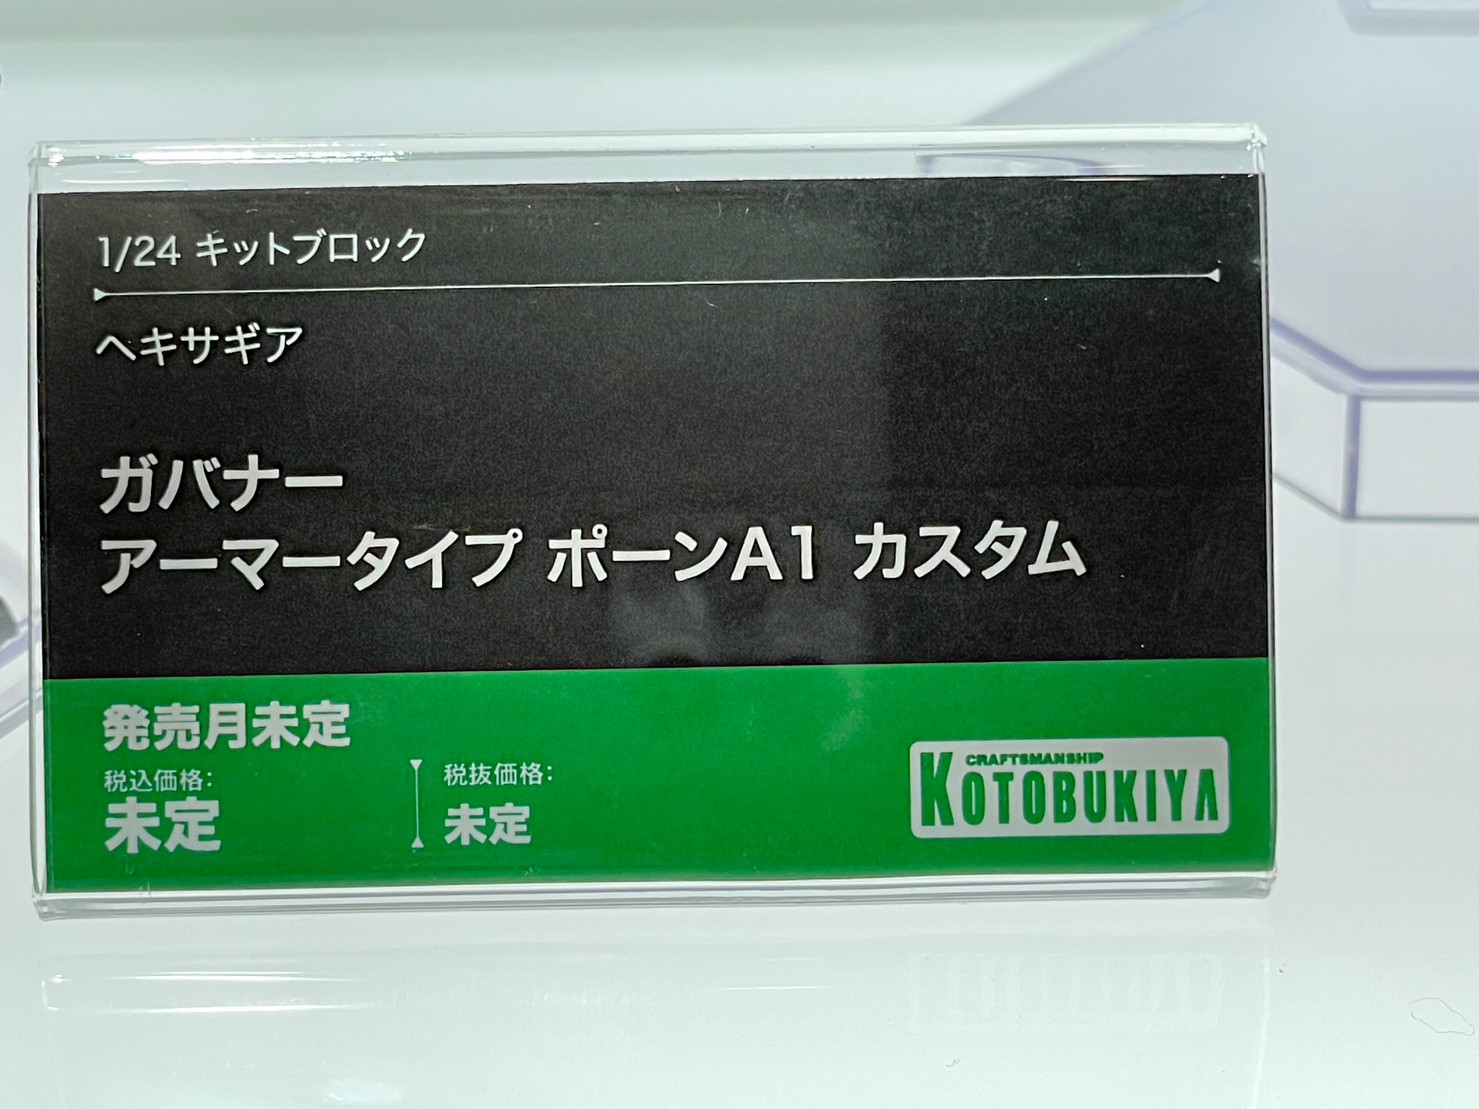 1/24 キットブロック
ヘキサギア
ガバナー
アーマータイプ ポーンA1 カスタム
発売月未定
税込価格:
未定
税抜価格:
未定
CRAFTSMANSHIP
KOTOBUKIYA